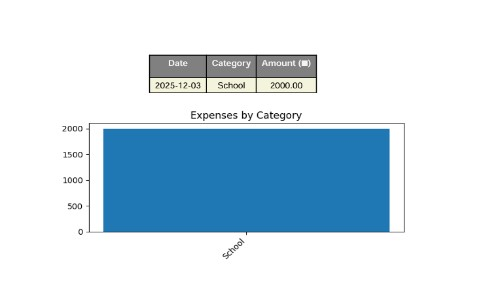 Date Category Amount (■)
2025-12-03 School 2000.00
Expenses by Category
2000
1500
1000
500
0
School